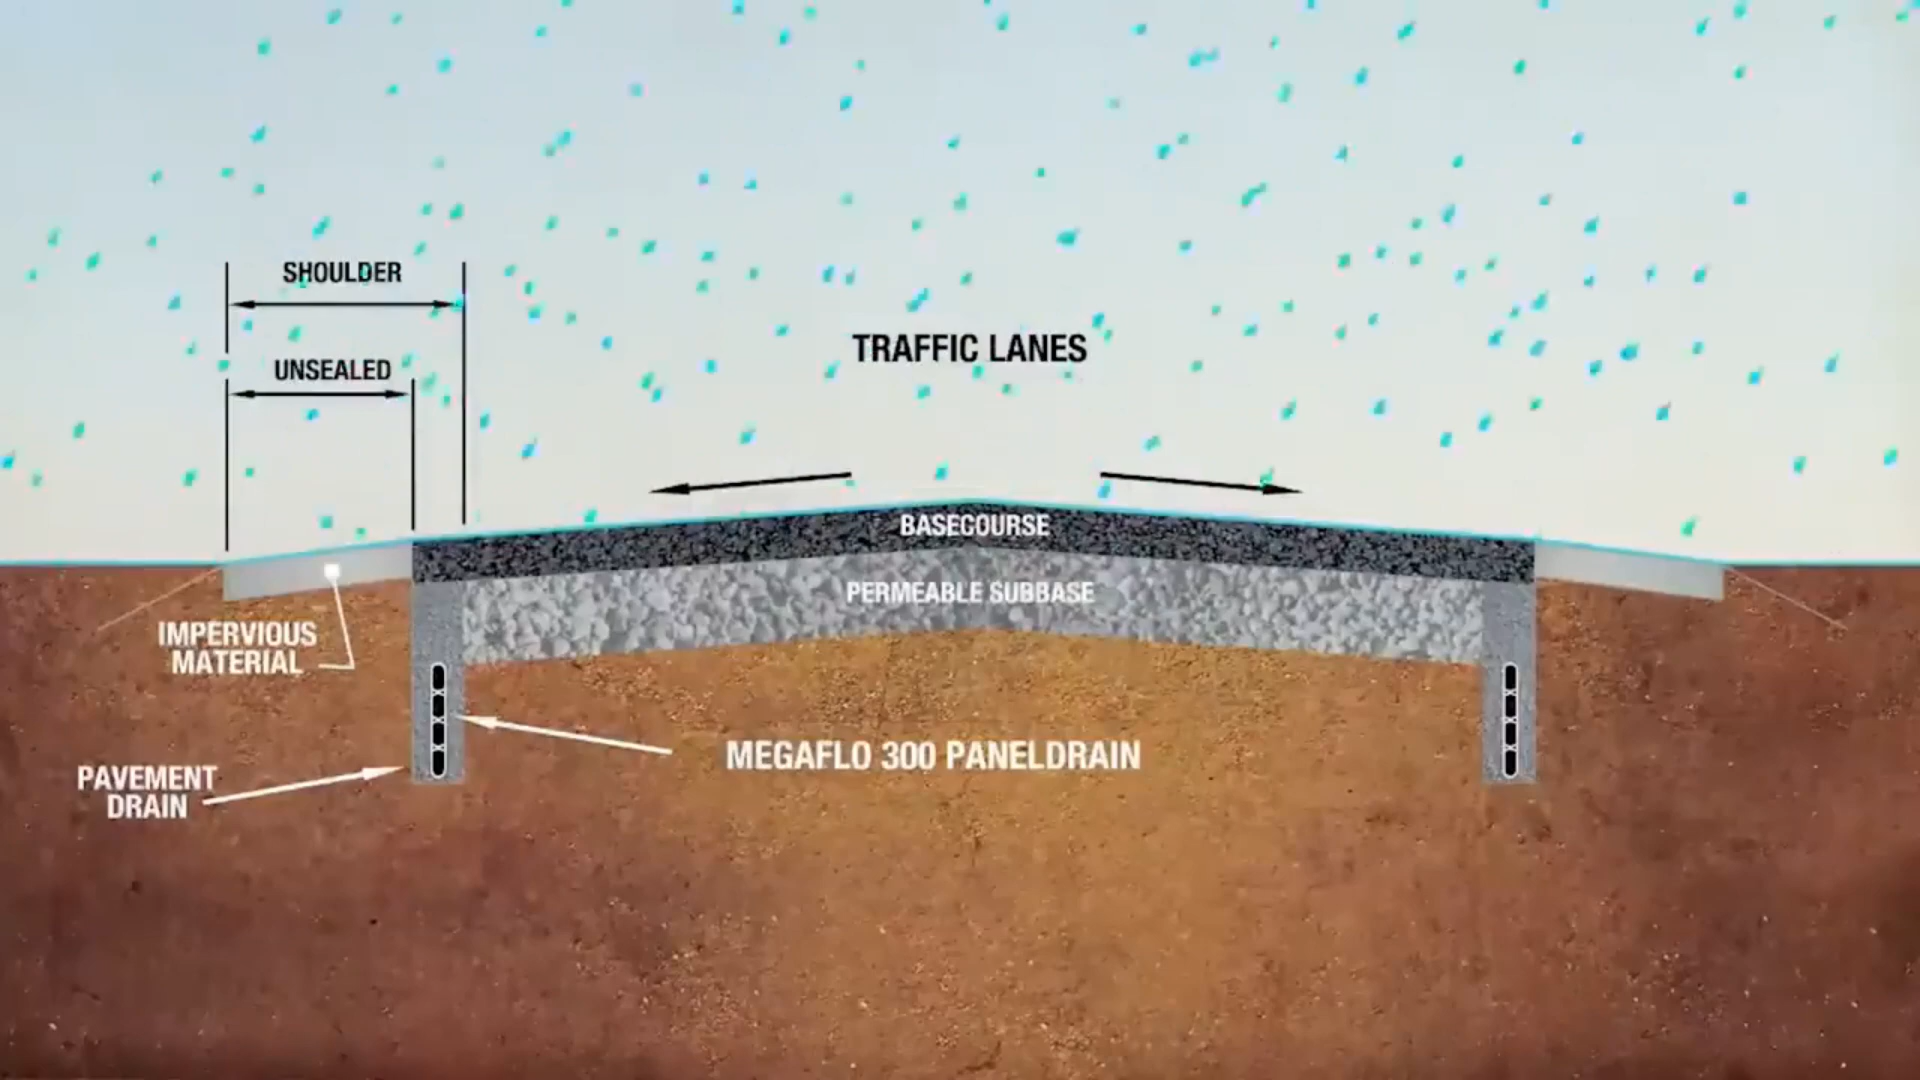 SHOULDER
UNSEALED
TRAFFIC LANES
BASECOURSE
PERMEABLE SUBBASE
IMPERVIOUS
MATERIAL
MEGAFLO 300 PANELDRAIN
PAVEMENT
DRAIN